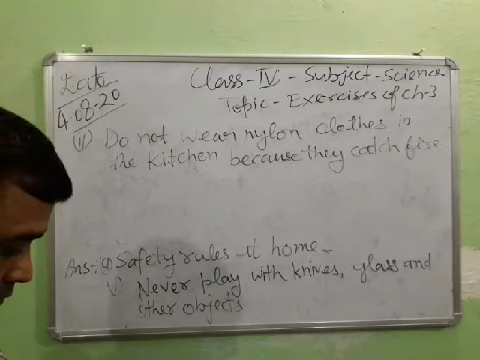 Date
4-08-20
Class-IV - Subject-Science
Topic - Exercises of ch-3
(ii) Do not wear nylon clothes in
the kitchen because they catch fire.
Ans:- (a) Safety rules at home -
(i) Never play with knives, glass and
other objects